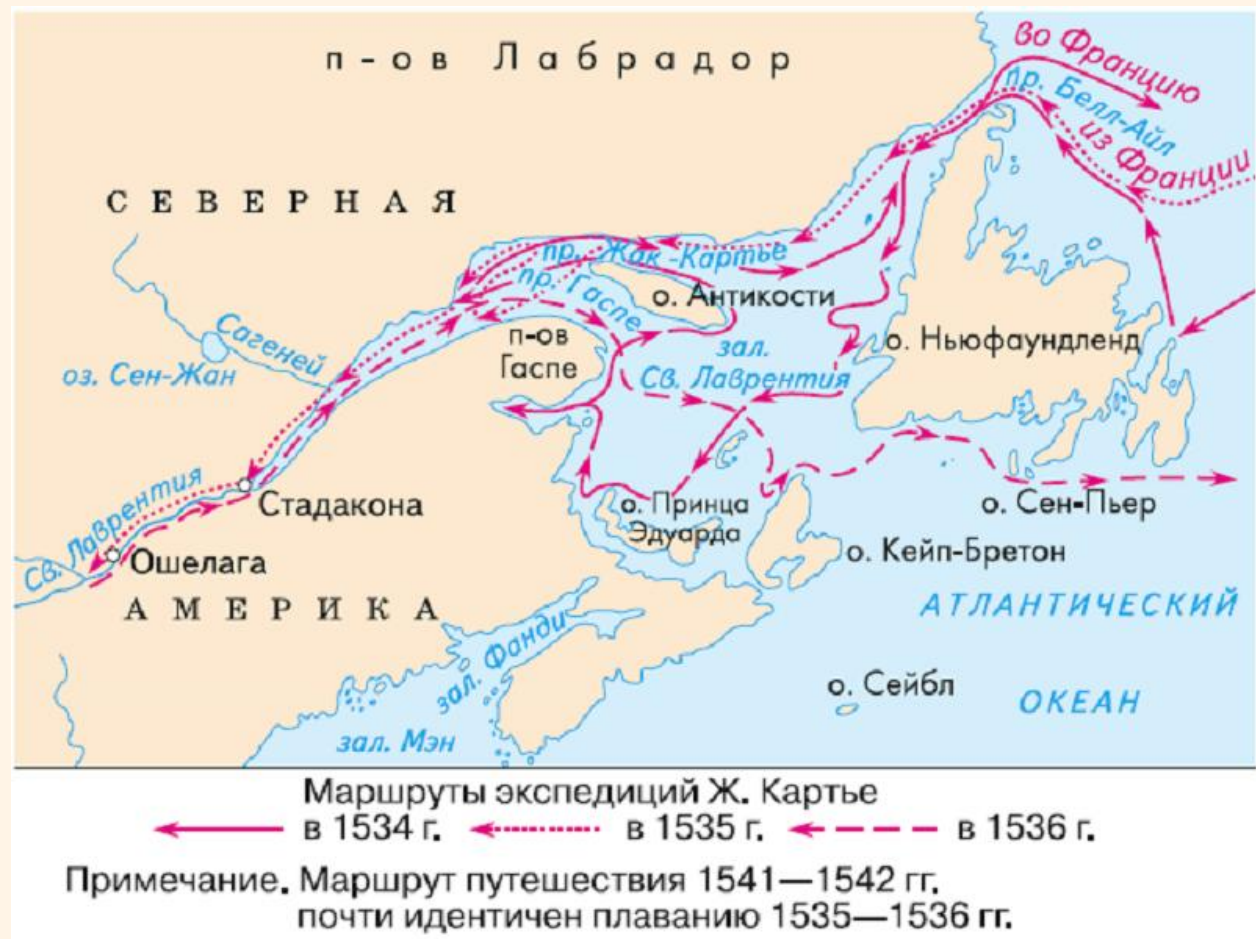 п-ов Лабрадор
во Францию
пр. Белл-Айл
из Франции
СЕВЕРНАЯ
пр. Жак-Картье
пр. Гаспе
о. Антикости
Сагеней
оз. Сен-Жан
п-ов
Гаспе
зал.
Св. Лаврентия
о. Ньюфаундленд
Св. Лаврентия
Стадакона
Ошелага
о. Принца
Эдуарда
о. Сен-Пьер
о. Кейп-Бретон
АМЕРИКА
АТЛАНТИЧЕСКИЙ
ОКЕАН
зал. Фанди
зал. Мэн
о. Сейбл
Маршруты экспедиций Ж. Картье
в 1534 г. в 1535 г. в 1536 г.
Примечание. Маршрут путешествия 1541—1542 гг.
почти идентичен плаванию 1535—1536 гг.